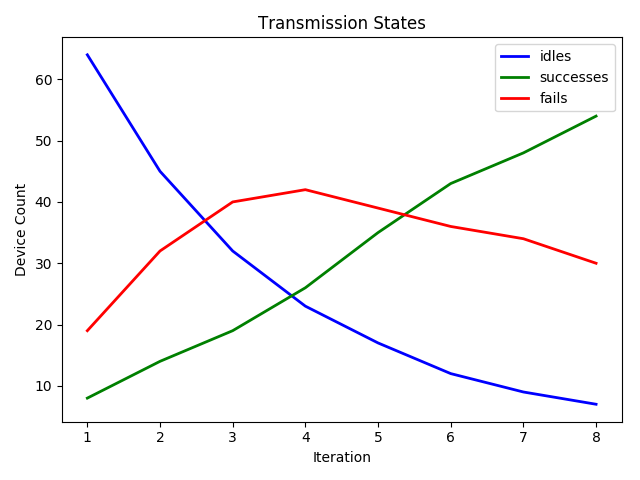 Transmission States
idles
successes
fails
Device Count
60
50
40
30
20
10
1 2 3 4 5 6 7 8
Iteration